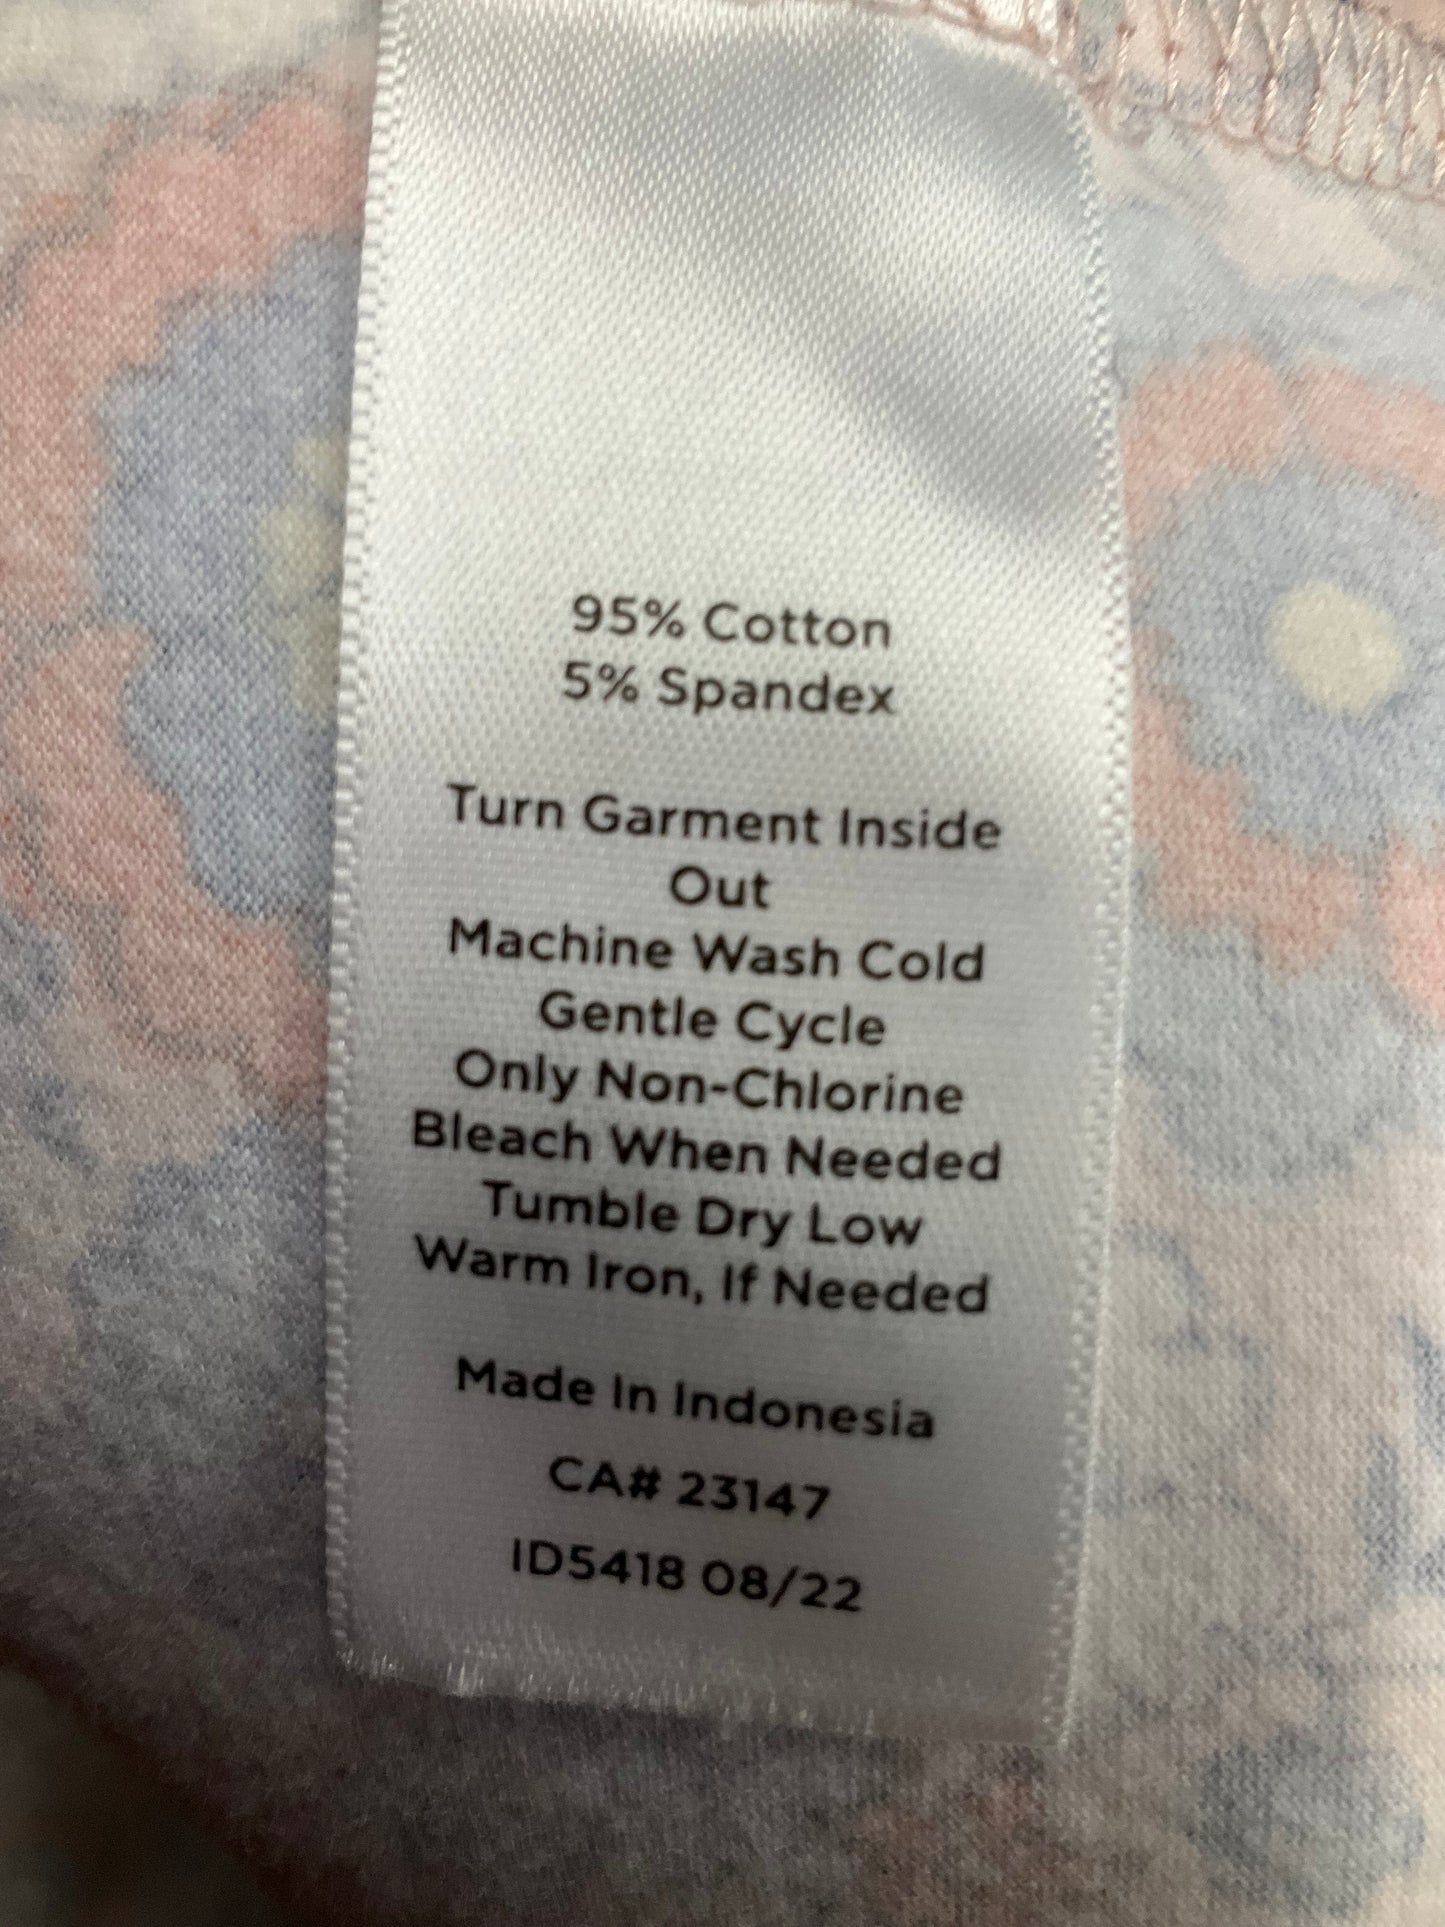 95% Cotton
5% Spandex
Turn Garment Inside
Out
Machine Wash Cold
Gentle Cycle
Only Non-Chlorine
Bleach When Needed
Tumble Dry Low
Warm Iron, If Needed
Made In Indonesia
CA# 23147
ID5418 08/22